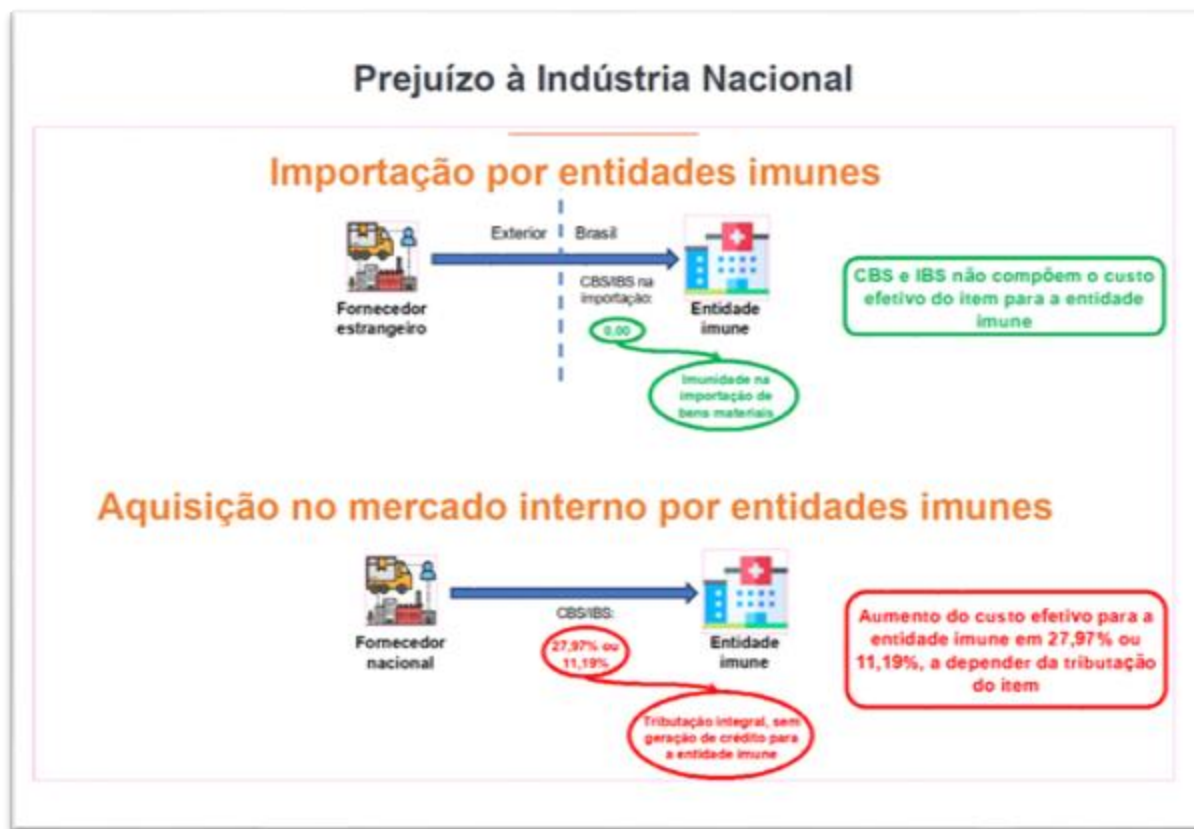 Prejuízo à Indústria Nacional
Importação por entidades imunes
Exterior
Brasil
CBS/IBS na
importação:
0,00
Fornecedor
estrangeiro
Entidade
imune
Imunidade na
importação de
bens materiais
CBS e IBS não compõem o custo
efetivo do item para a entidade
imune
Aquisição no mercado interno por entidades imunes
CBS/IBS:
27,97% ou
11,19%
Fornecedor
nacional
Entidade
imune
Tributação integral, sem
geração de crédito para
a entidade imune
Aumento do custo efetivo para a
entidade imune em 27,97% ou
11,19%, a depender da tributação
do item